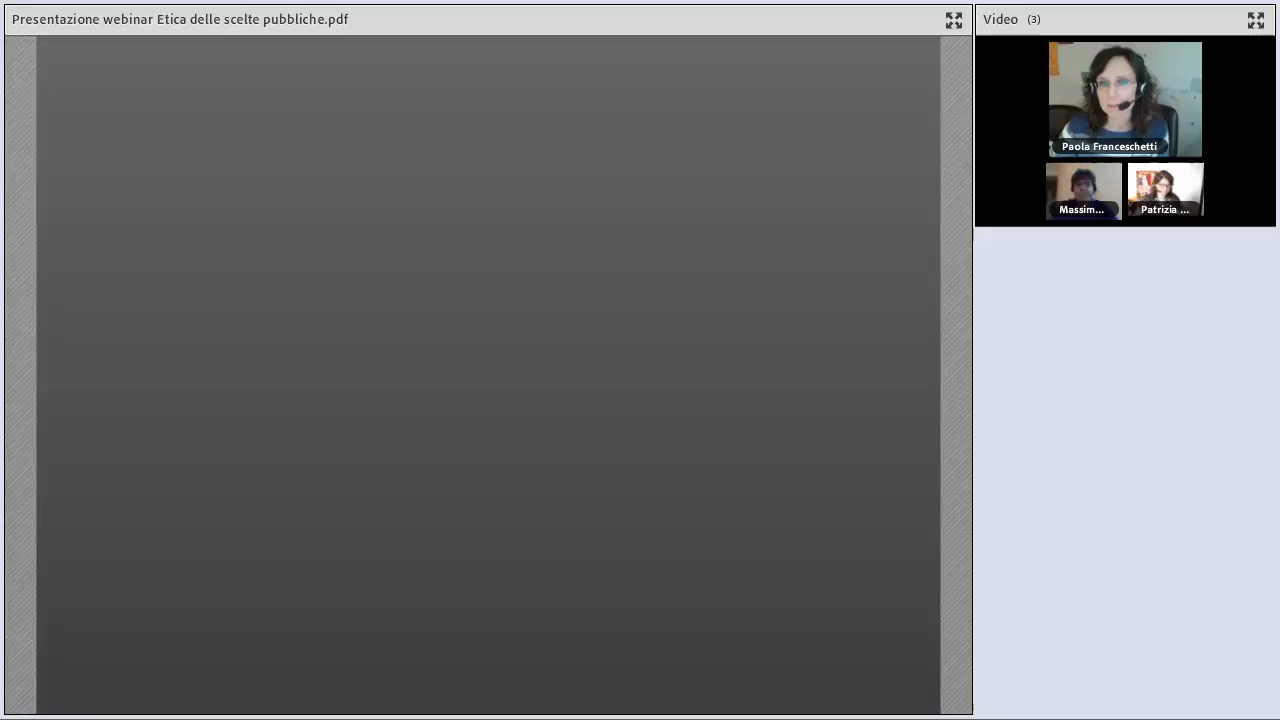 Presentazione webinar Etica delle scelte pubbliche.pdf
Video (3)
Paola Franceschetti
Massim...
Patrizia ...